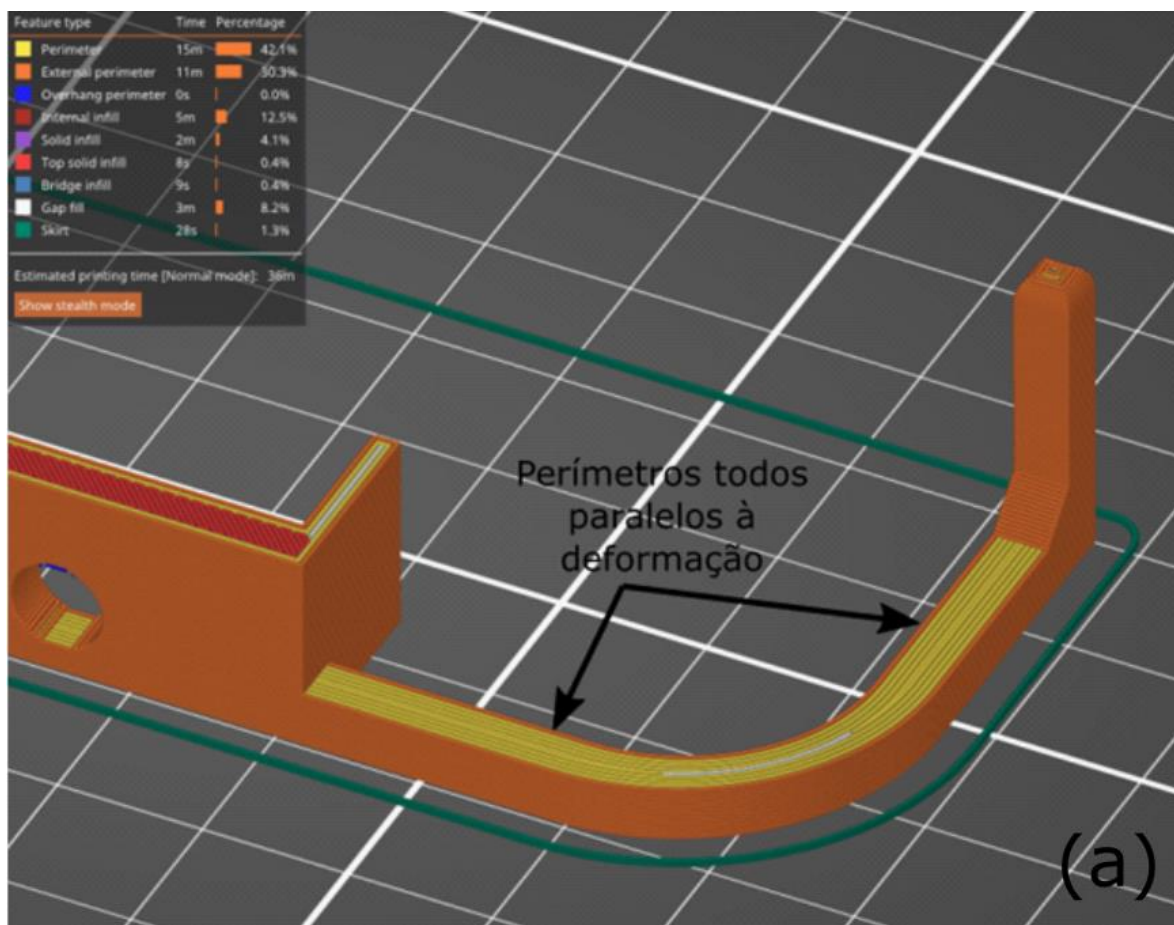 Feature type Time Percentage
Perimeter 15m 42.1%
External perimeter 11m 30.3%
Overhang perimeter 0s 0.0%
Internal infill 5m 12.5%
Solid infill 2m 4.1%
Top solid infill 8s 0.4%
Bridge infill 9s 0.4%
Gap fill 3m 8.2%
Skirt 28s 1.3%
Estimated printing time [Normal mode]: 36m
Show stealth mode
Perímetros todos
paralelos à
deformação
(a)